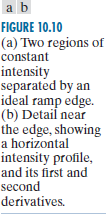 a b
FIGURE 10.10
(a) Two regions of
constant
intensity
separated by an
ideal ramp edge.
(b) Detail near
the edge, showing
a horizontal
intensity profile,
and its first and
second
derivatives.